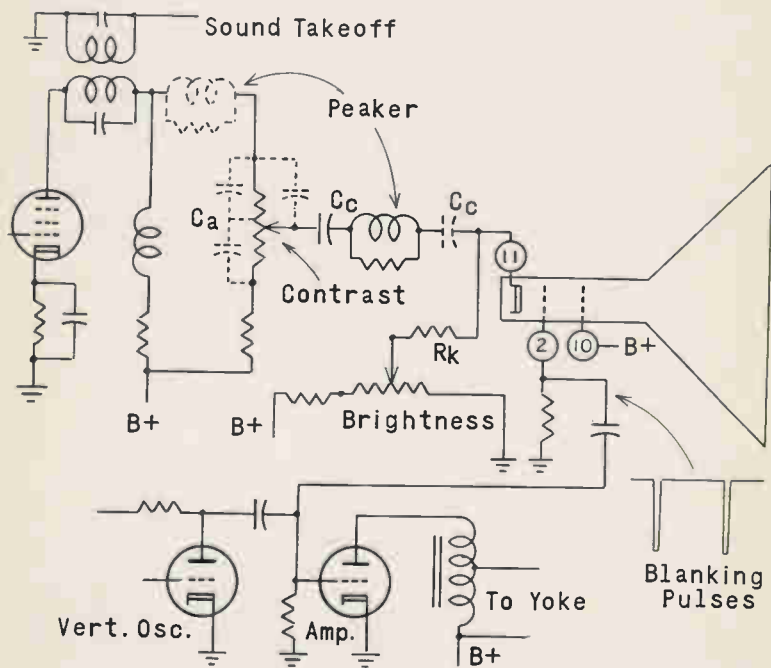 Sound Takeoff
Peaker
Cc
Cc
Ca
11
Contrast
Rk
2
10
B+
B+
B+
Brightness
Blanking
Pulses
Vert. Osc.
Amp.
To Yoke
B+